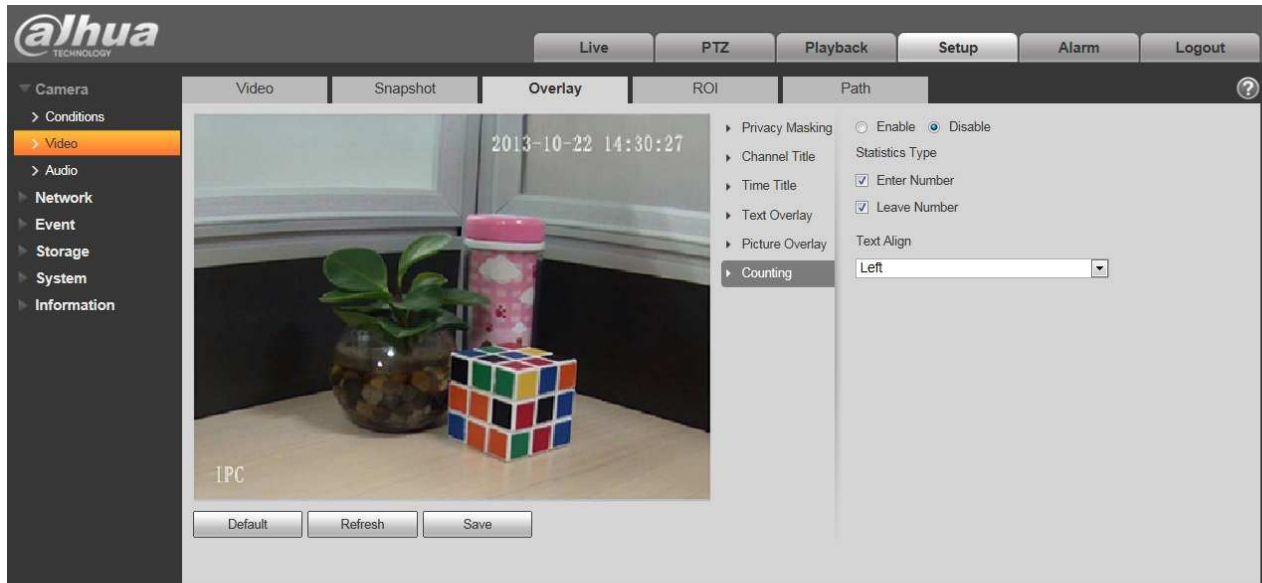 alhua
TECHNOLOGY
Live
PTZ
Playback
Setup
Alarm
Logout
Camera
Conditions
Video
Audio
Network
Event
Storage
System
Information
Video
Snapshot
Overlay
ROI
Path
?
2013-10-22 14:30:27
IPC
Default
Refresh
Save
Privacy Masking
Channel Title
Time Title
Text Overlay
Picture Overlay
Counting
Enable
Disable
Statistics Type
Enter Number
Leave Number
Text Align
Left